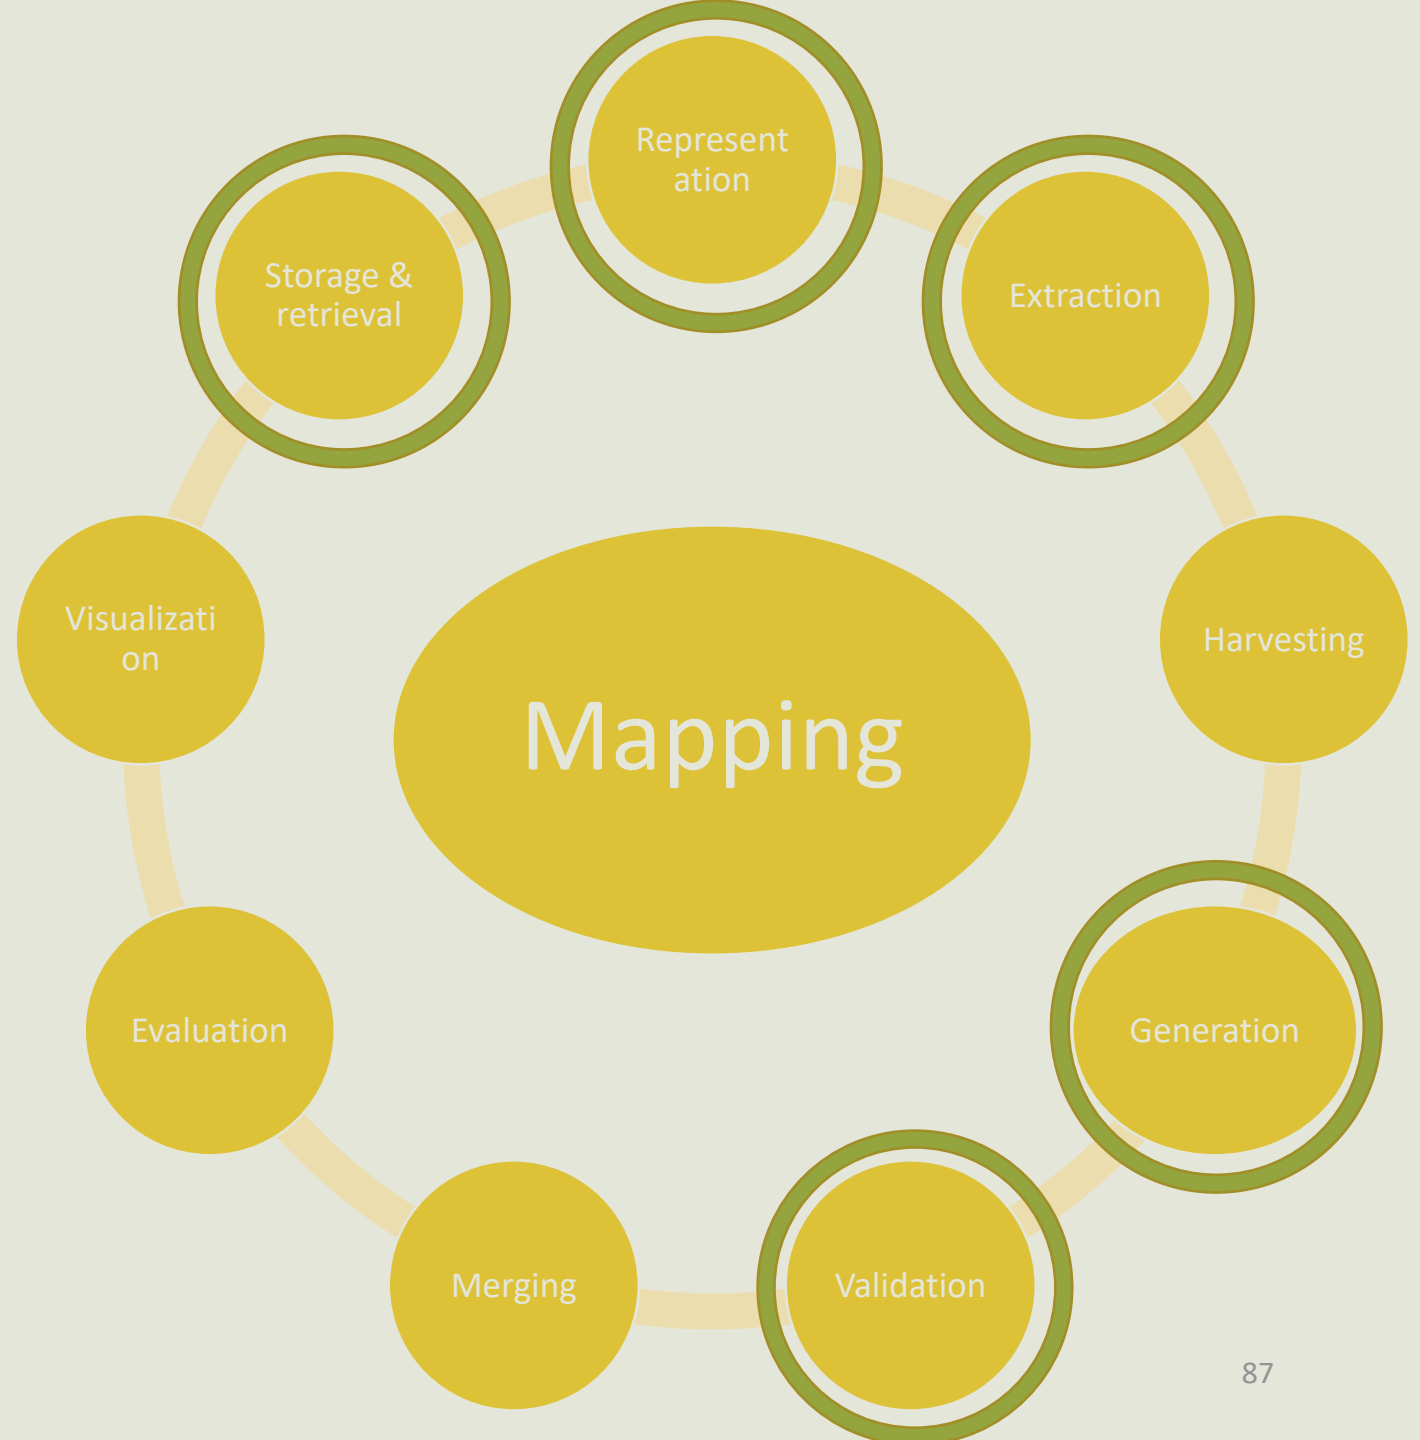 Represent
ation
Storage &
retrieval
Extraction
Visualizati
on
Harvesting
Mapping
Evaluation
Generation
Merging
Validation
87